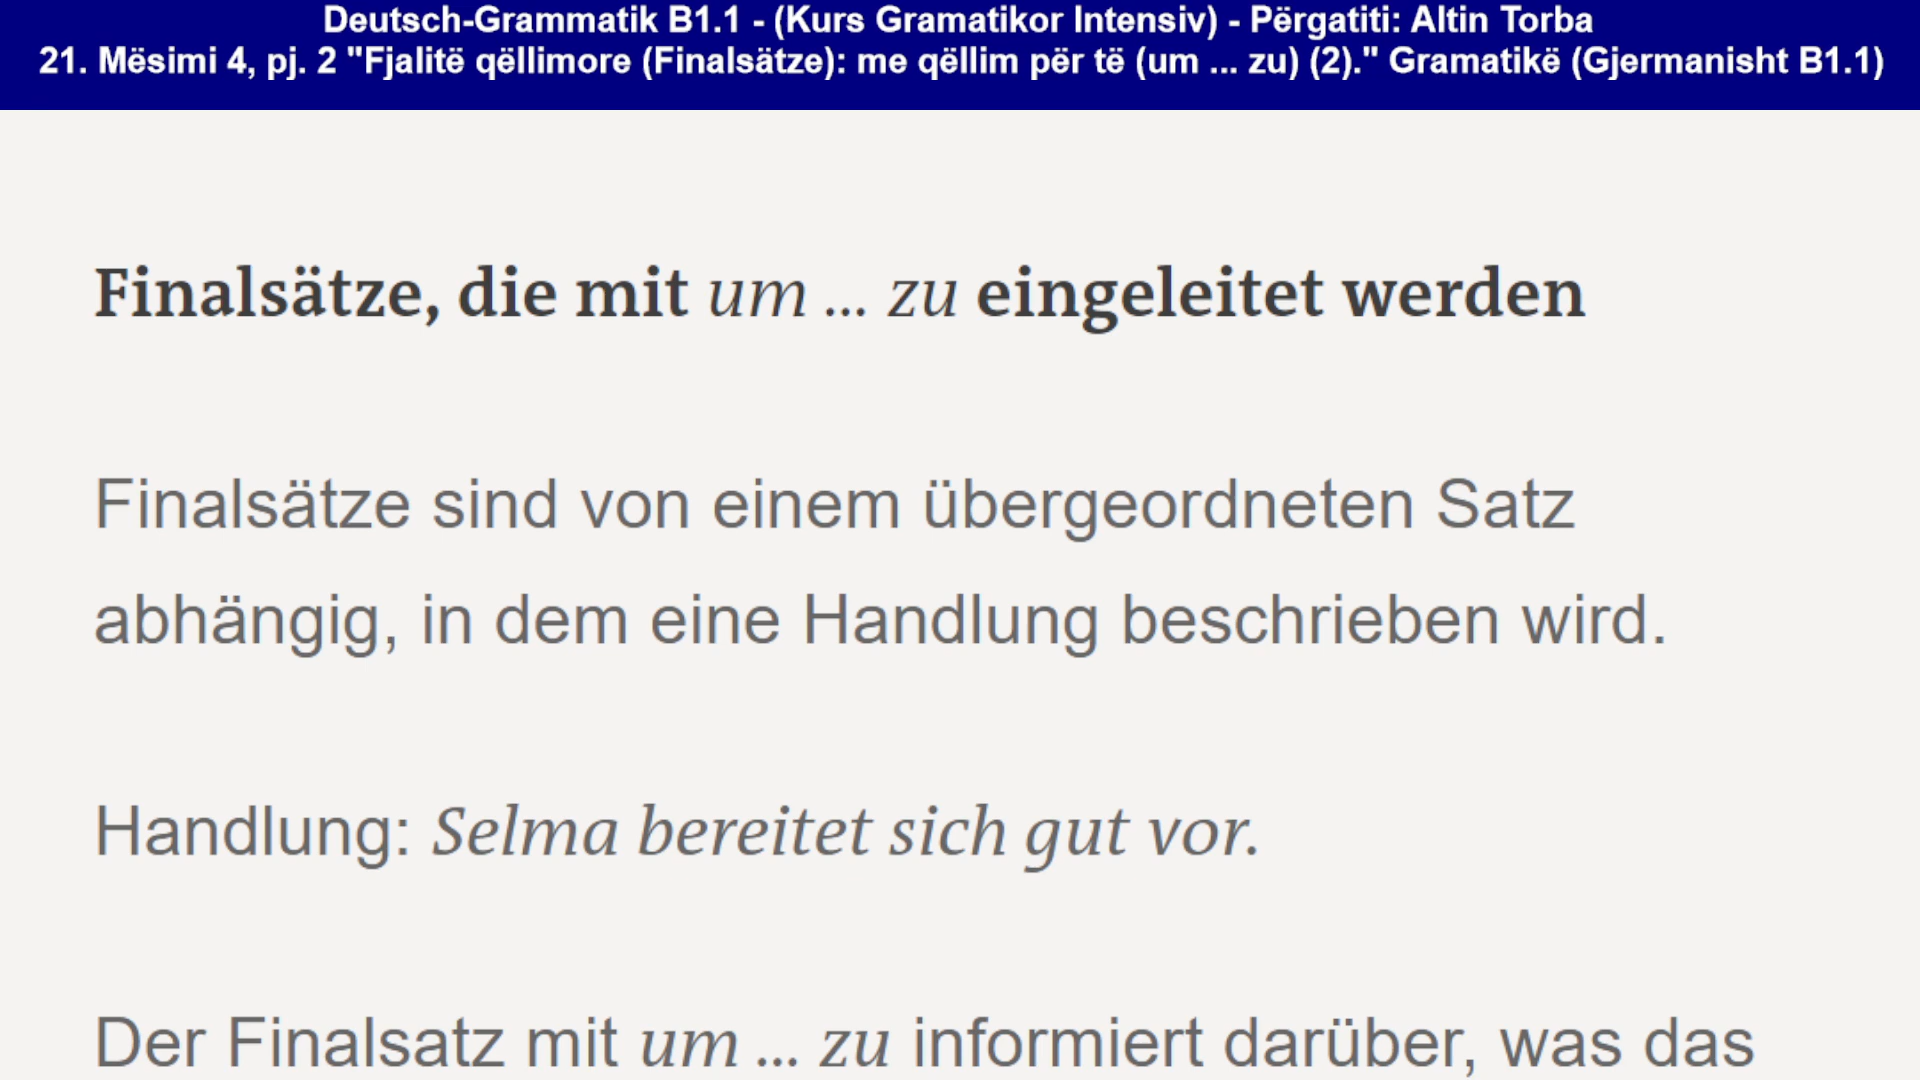 Deutsch-Grammatik B1.1 - (Kurs Gramatikor Intensiv) - Përgatiti: Altin Torba
21. Mësimi 4, pj. 2 "Fjalitë qëllimore (Finalsätze): me qëllim për të (um ... zu) (2)." Gramatikë (Gjermanisht B1.1)
Finalsätze, die mit um ... zu eingeleitet werden
Finalsätze sind von einem übergeordneten Satz
abhängig, in dem eine Handlung beschrieben wird.
Handlung: Selma bereitet sich gut vor.
Der Finalsatz mit um ... zu informiert darüber, was das